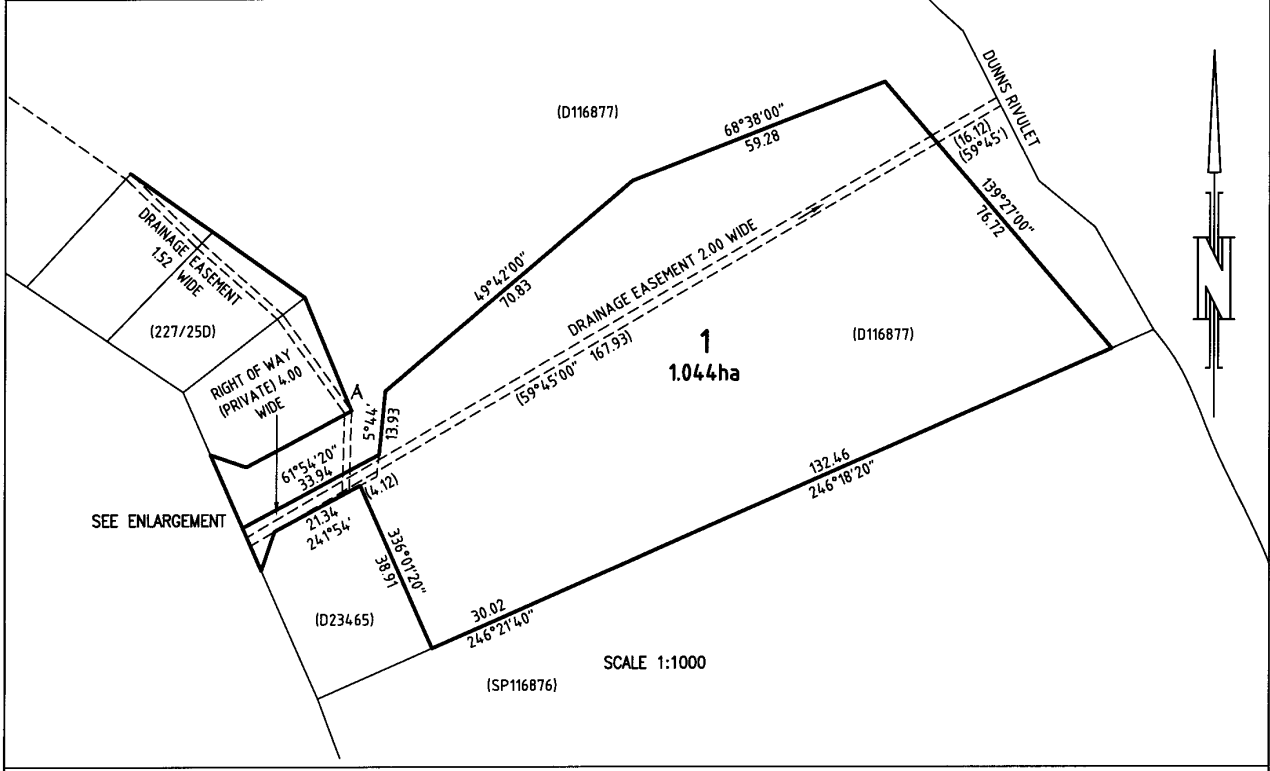 DUNNS RIVULET
(D116877)
68°38'00"
59.28
(16.12)
(59°45')
139°27'00"
76.72
DRAINAGE EASEMENT
1.52 WIDE
49°42'00"
70.83
DRAINAGE EASEMENT 2.00 WIDE
(227/25D)
1
1.044ha
(D116877)
(59°45'00" 167.93)
RIGHT OF WAY
(PRIVATE) 4.00
WIDE
A
5°44'
13.93
N
61°54'20"
33.94
(4.12)
132.46
246°18'20"
SEE ENLARGEMENT
21.34
241°54'
336°01'20"
38.91
(D23465)
30.02
246°21'40"
SCALE 1:1000
(SP116876)